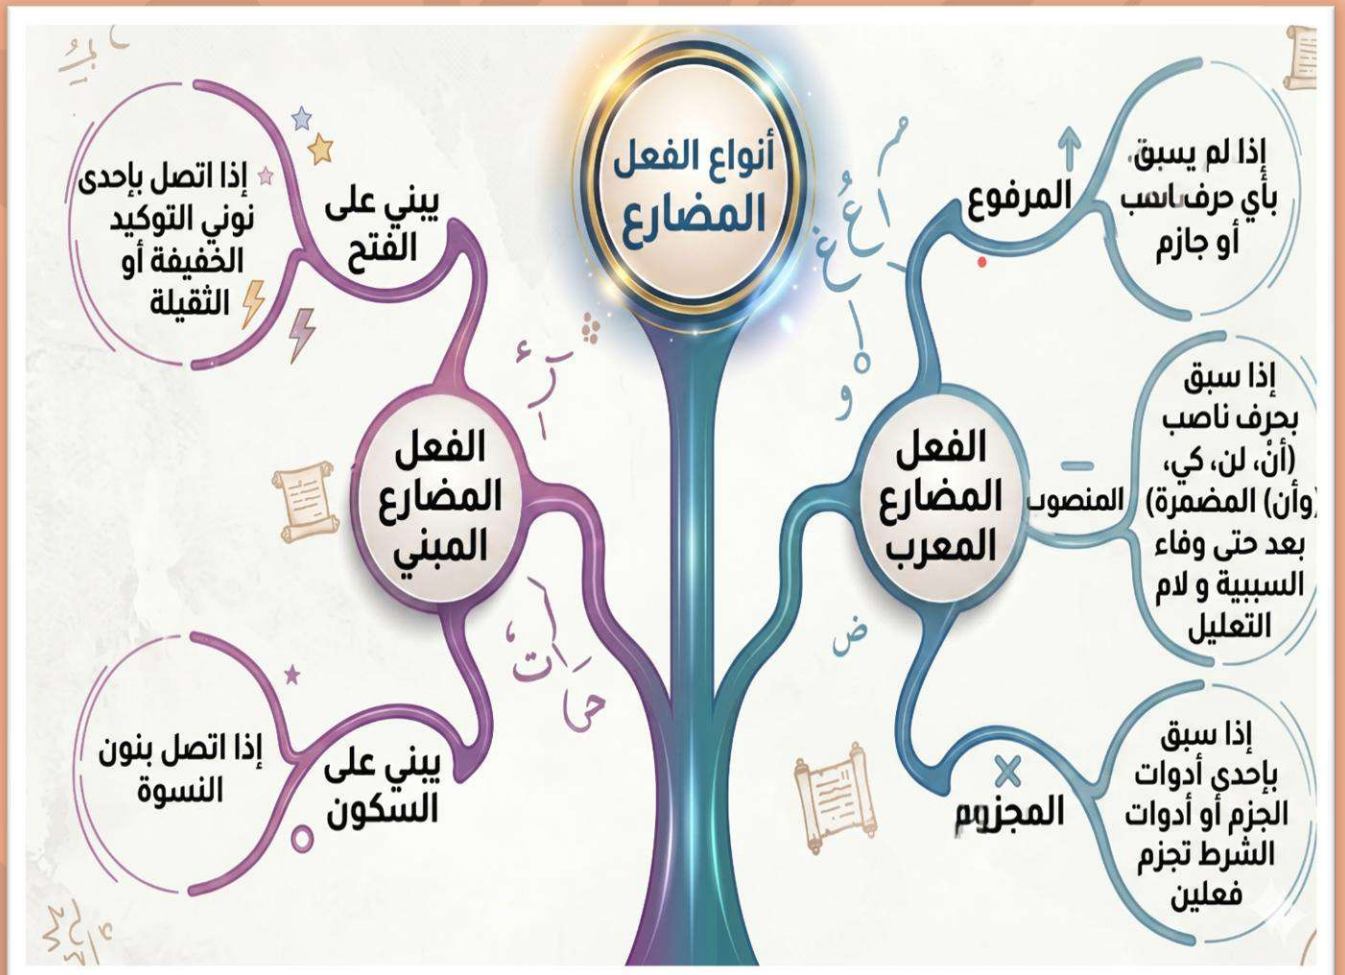 أنواع الفعل
المضارع
إذا لم يسبق
بأي حرف ناصب
أو جازم
المرفوع
إذا سبق
بحرف ناصب
(أنْ، لن، كي،
وأن) المضمرة)
بعد حتى وفاء
السببية و لام
التعليل
المنصوب
الفعل
المضارع
المعرب
إذا سبق
بإحدى أدوات
الجزم أو أدوات
الشرط تجزم
فعلين
المجزوم
يبني على
الفتح
إذا اتصل بإحدى
نوني التوكيد
الخفيفة أو
الثقيلة
الفعل
المضارع
المبني
يبني على
السكون
إذا اتصل بنون
النسوة
ض
و